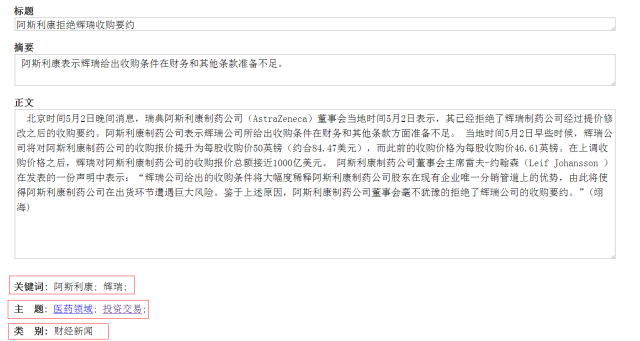 标题
阿斯利康拒绝辉瑞收购要约
摘要
阿斯利康表示辉瑞给出收购条件在财务和其他条款准备不足。
正文
北京时间5月2日晚间消息，瑞典阿斯利康制药公司（AstraZeneca）董事会当地时间5月2日表示，其已经拒绝了辉瑞制药公司经过提价修
改之后的收购要约。阿斯利康制药公司表示辉瑞公司所给出收购条件在财务和其他条款方面准备不足。 当地时间5月2日早些时候，辉瑞公
司将对阿斯利康制药公司的收购报价提升为每股收购价50英镑（约合84.47美元），而此前的收购价格为每股收购价46.61英镑。在上调收
购价格之后，辉瑞对阿斯利康制药公司的收购报价总额接近1000亿美元。 阿斯利康制药公司董事会主席雷夫-约翰森（Leif Johansson ）
在发表的一份声明中表示：“辉瑞公司给出的收购条件将大幅度稀释阿斯利康制药公司股东在现有企业唯一分销管道上的优势，由此将使
得阿斯利康制药公司在出货环节遭遇巨大风险。鉴于上述原因，阿斯利康制药公司董事会毫不犹豫的拒绝了辉瑞公司的收购要约。”(翊
海)
关键词: 阿斯利康; 辉瑞;
主 题: 医药领域; 投资交易;
类 别: 财经新闻